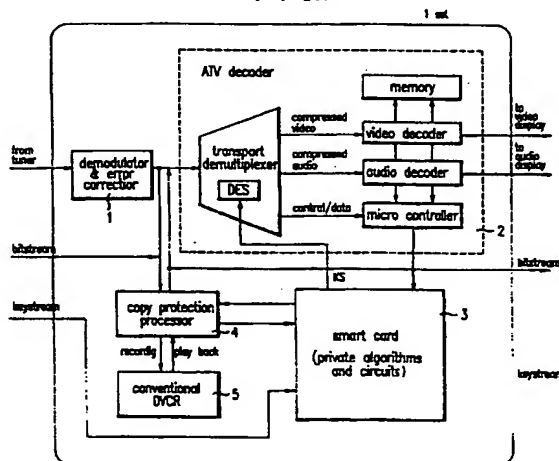 1 set
ATV decoder
memory
compressed
video
video decoder
to
video
display
from
tuner
demodulator
& error
correction
1
transport
demultiplexer
DES
compressed
audio
audio decoder
to
audio
display
control/data
micro controller
2
bitstream
bitstream
KS
keystream
copy protection
processor
4
3
smart card
(private algorithms
and circuits)
recordig
play back
conventional
DVCR
5
keystream